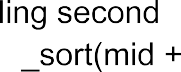 ling second
_sort(mid +